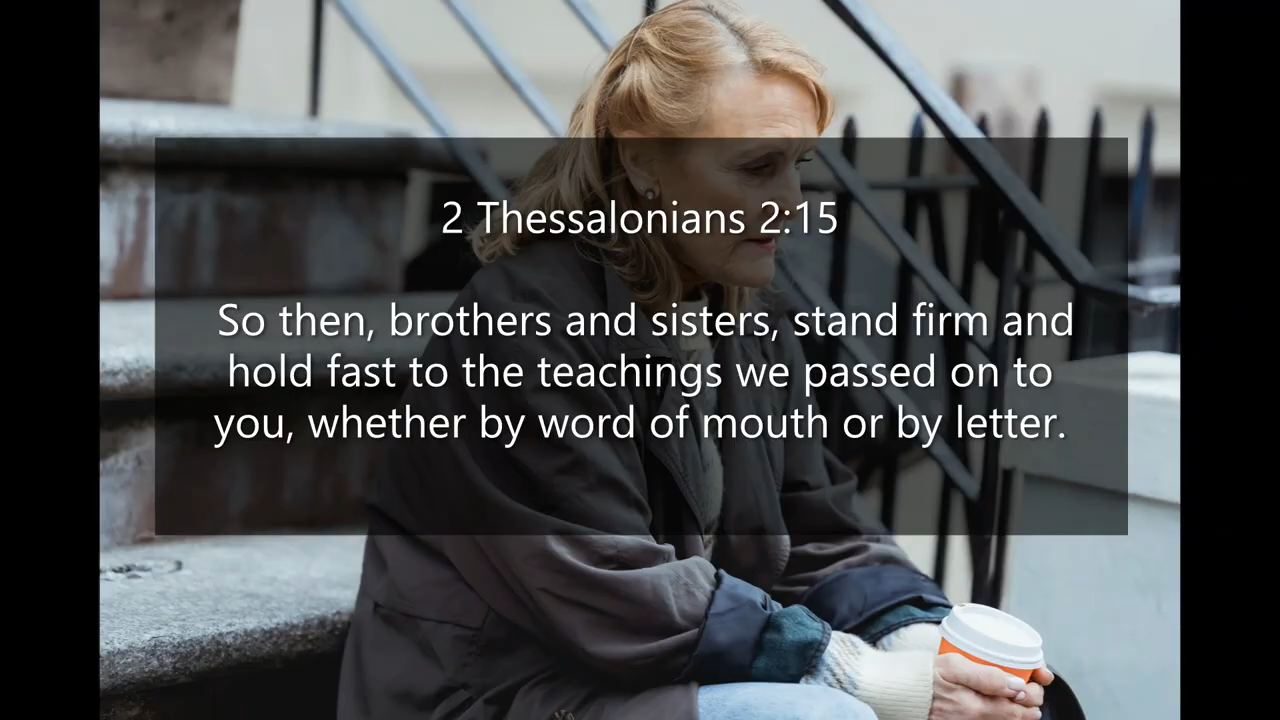 2 Thessalonians 2:15
So then, brothers and sisters, stand firm and
hold fast to the teachings we passed on to
you, whether by word of mouth or by letter.